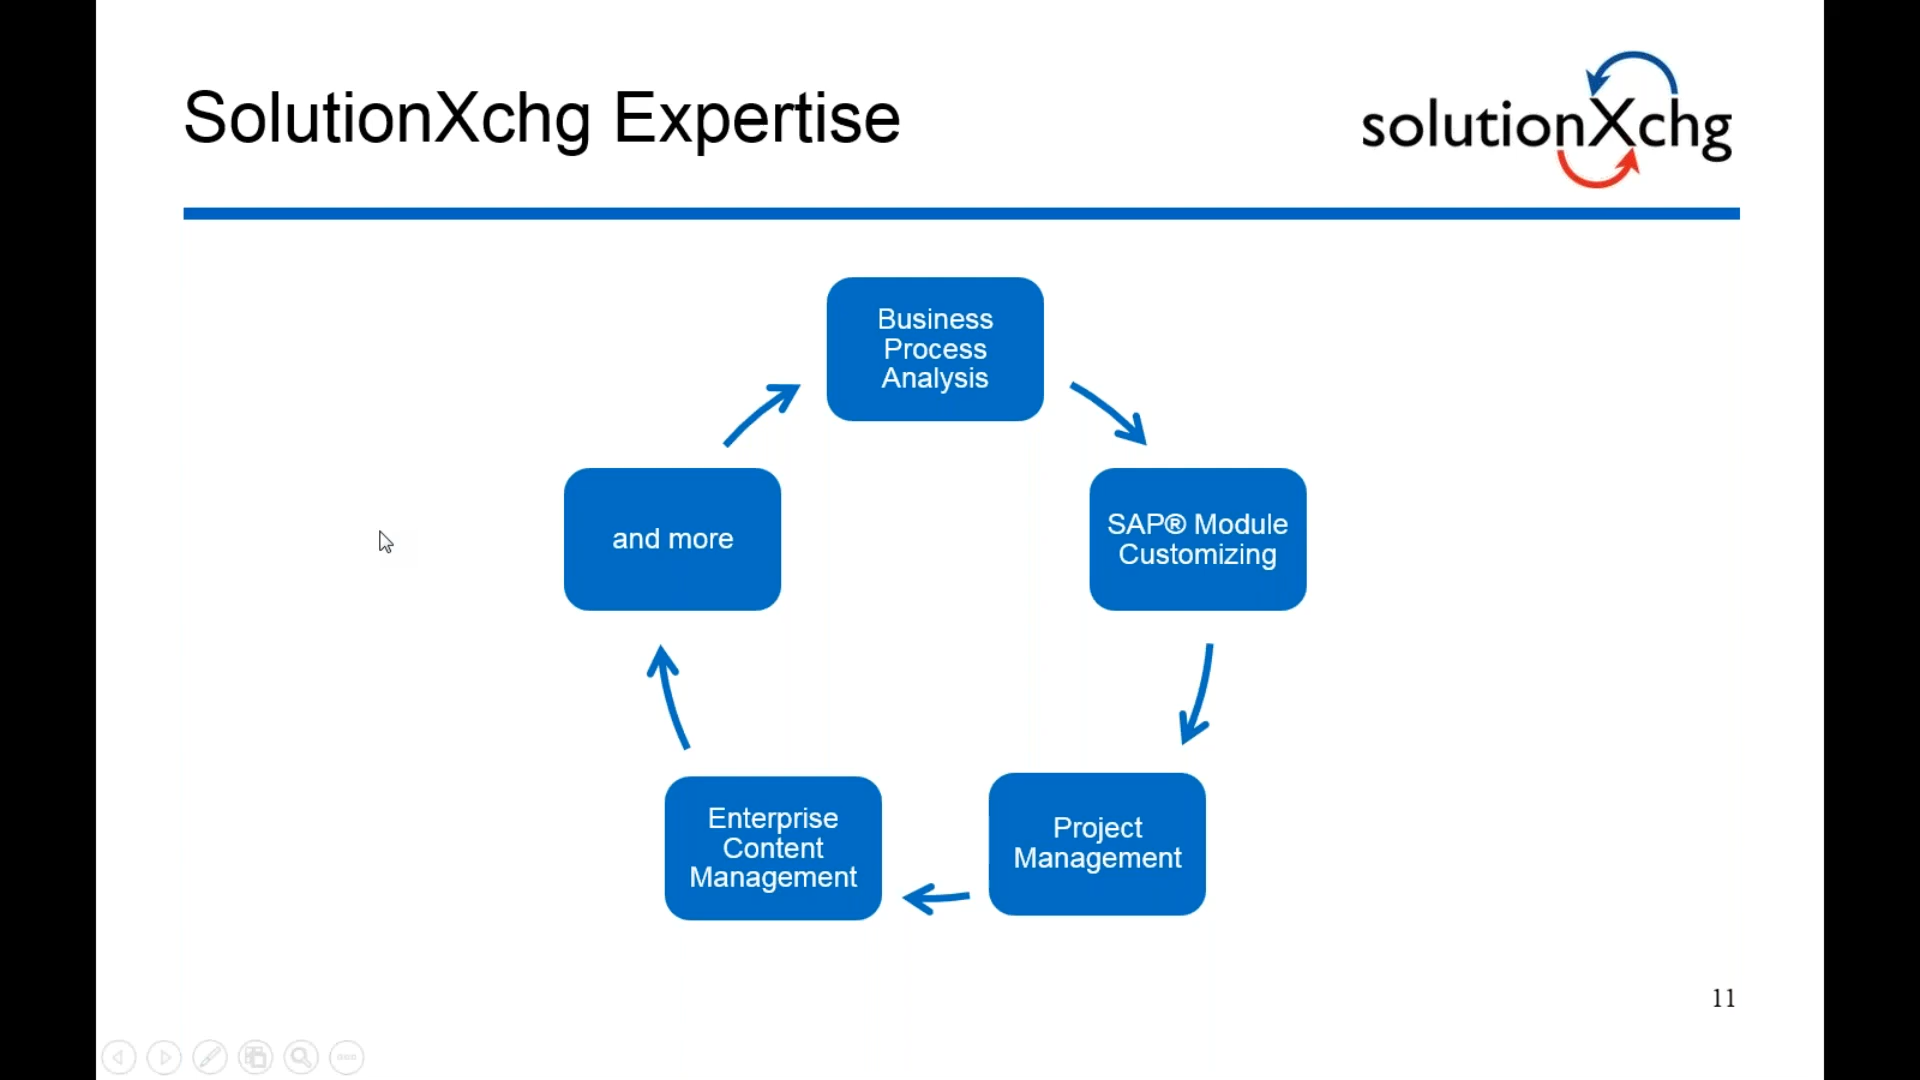 SolutionXchg Expertise
solutionXchg
Business
Process
Analysis
and more
SAP® Module
Customizing
Enterprise
Content
Management
Project
Management
11